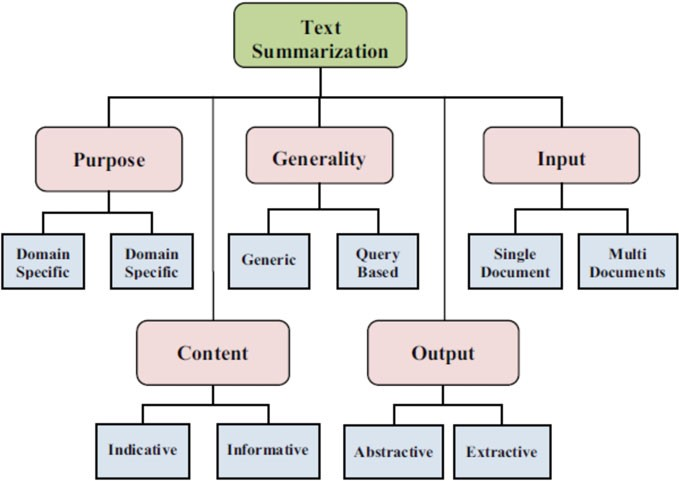 Text
Summarization
Purpose
Generality
Input
Domain
Specific
Domain
Specific
Generic
Query
Based
Single
Document
Multi
Documents
Content
Output
Indicative
Informative
Abstractive
Extractive